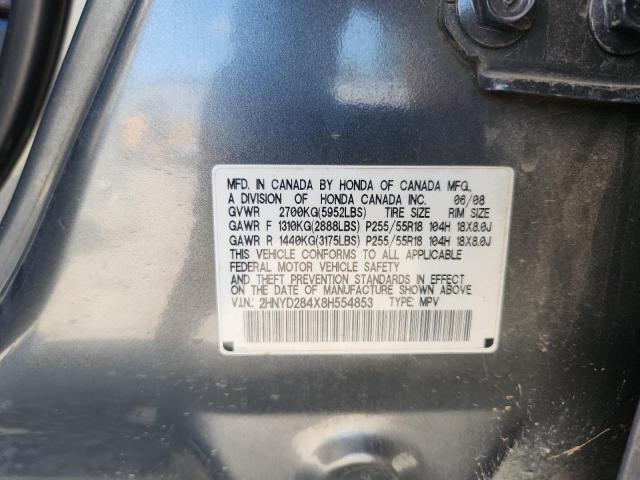 MFD. IN CANADA BY HONDA OF CANADA MFG.,
A DIVISION OF HONDA CANADA INC. 06/08
GVWR 2700KG(5952LBS) TIRE SIZE RIM SIZE
GAWR F 1310KG(2888LBS) P255/55R18 104H 18X8.0J
GAWR R 1440KG(3175LBS) P255/55R18 104H 18X8.0J
THIS VEHICLE CONFORMS TO ALL APPLICABLE
FEDERAL MOTOR VEHICLE SAFETY
AND THEFT PREVENTION STANDARDS IN EFFECT
ON THE DATE OF MANUFACTURE SHOWN ABOVE.
V.I.N.: 2HNYD284X8H554853 TYPE: MPV